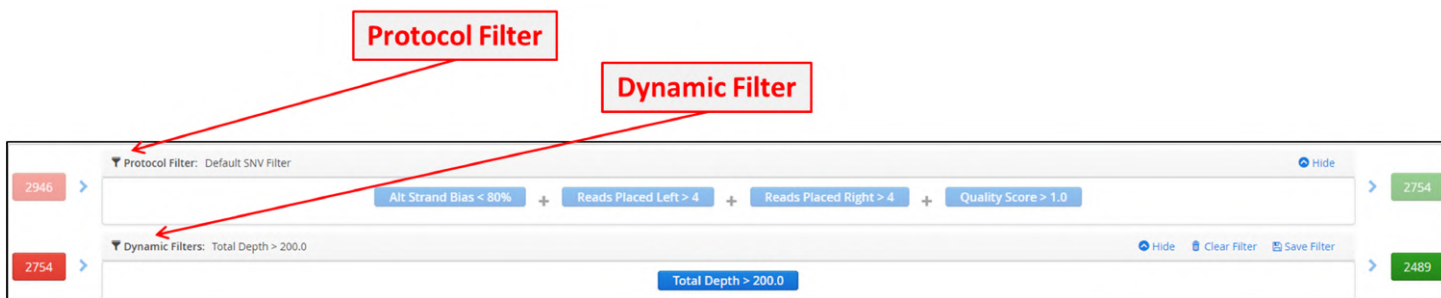 Protocol Filter
Dynamic Filter
Protocol Filter: Default SNV Filter
Hide
2946
Alt Strand Bias < 80% + Reads Placed Left > 4 + Reads Placed Right > 4 + Quality Score > 1.0
2754
Dynamic Filters: Total Depth > 200.0
Hide Clear Filter Save Filter
2754
Total Depth > 200.0
2489